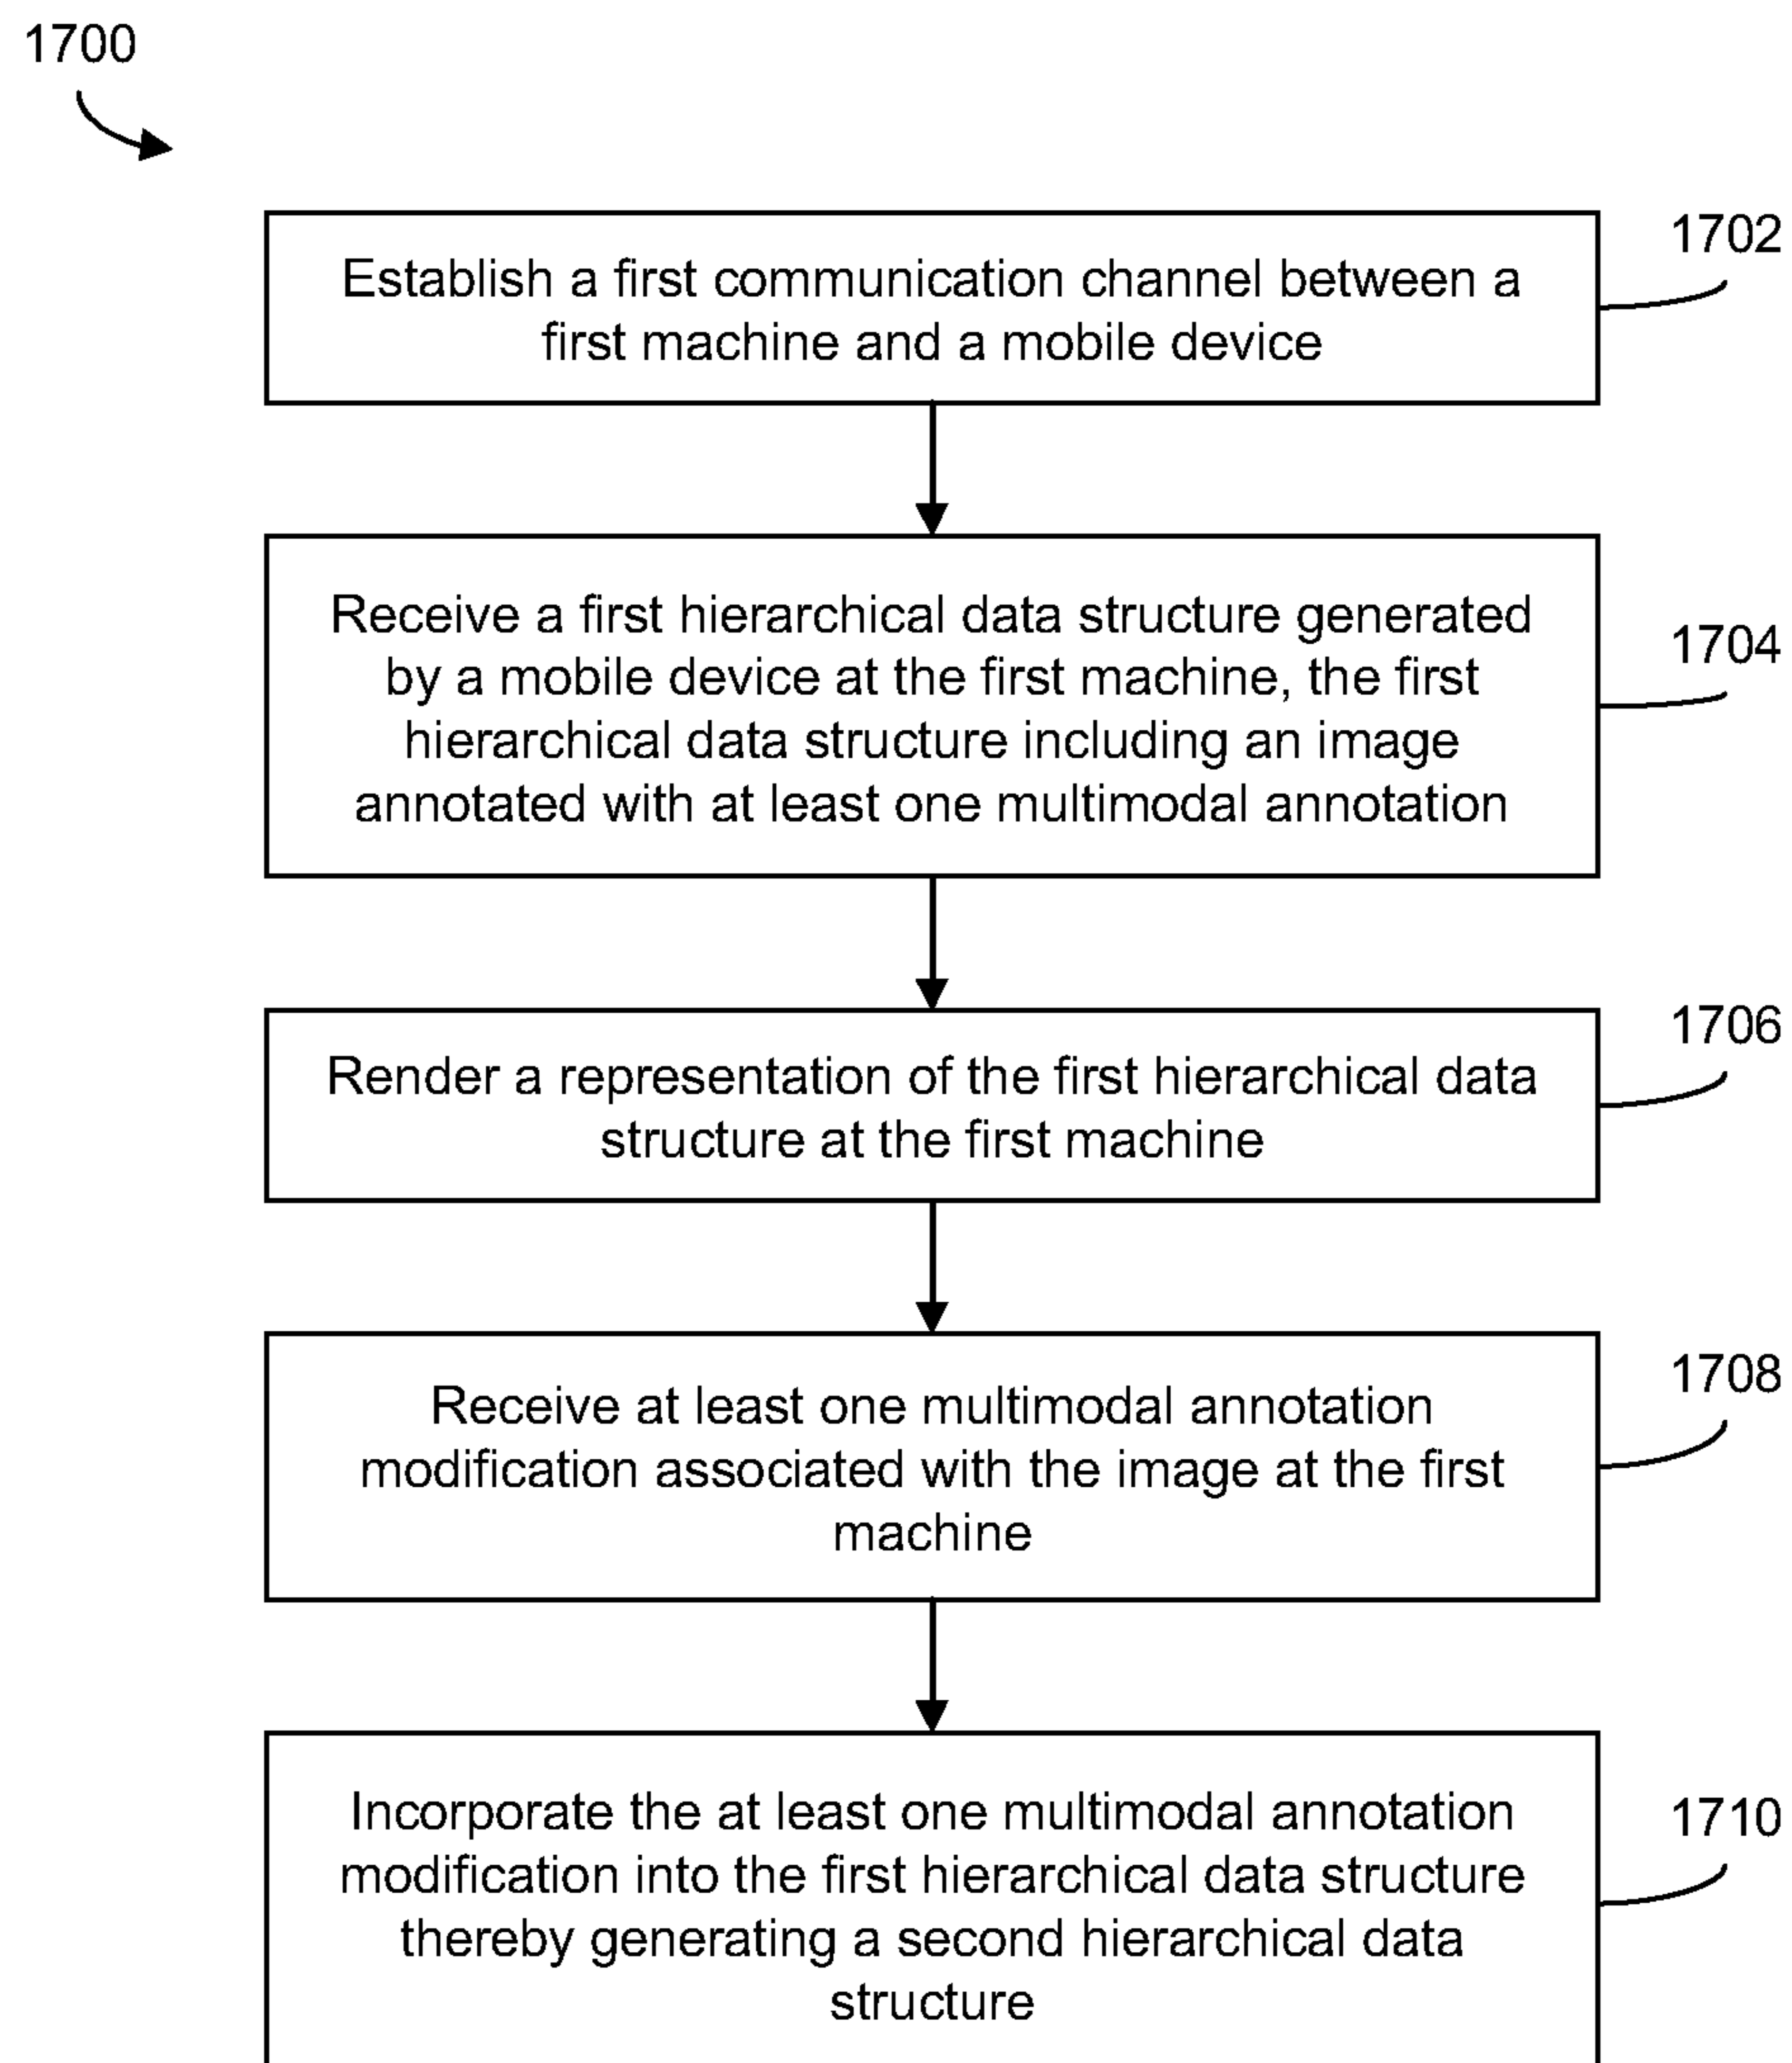 1700
1702
Establish a first communication channel between a
first machine and a mobile device
Receive a first hierarchical data structure generated
by a mobile device at the first machine, the first
hierarchical data structure including an image
annotated with at least one multimodal annotation
1704
1706
Render a representation of the first hierarchical data
structure at the first machine
1708
Receive at least one multimodal annotation
modification associated with the image at the first
machine
1710
Incorporate the at least one multimodal annotation
modification into the first hierarchical data structure
thereby generating a second hierarchical data
structure